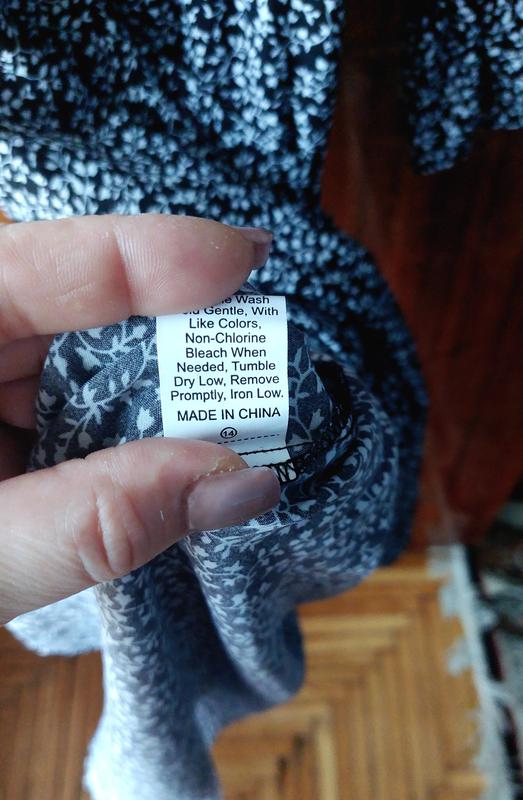 Wash
Gentle, With
Like Colors,
Non-Chlorine
Bleach When
Needed, Tumble
Dry Low, Remove
Promptly, Iron Low.
MADE IN CHINA
14